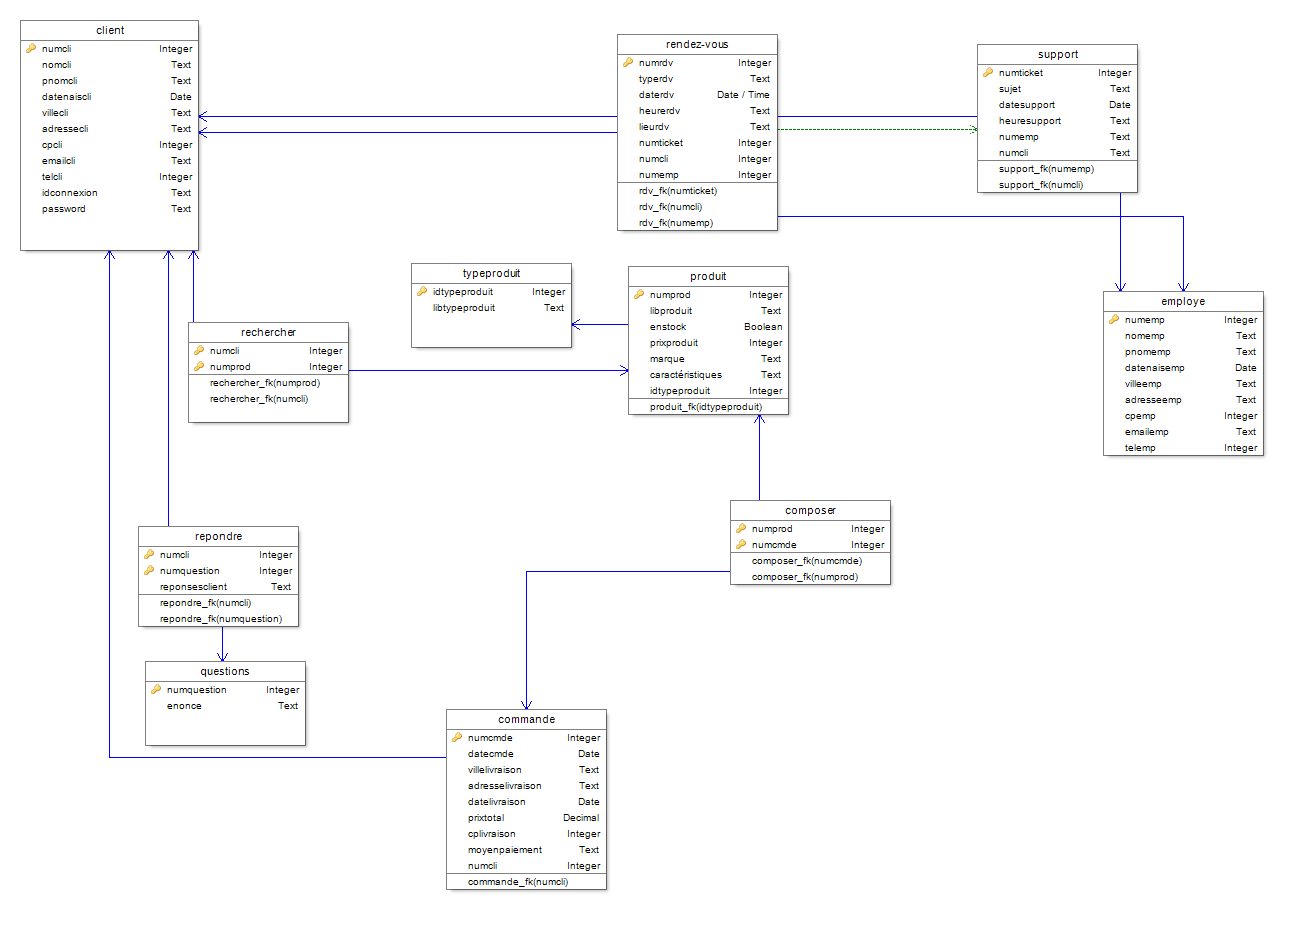 client
numcli Integer
nomcli Text
pnomcli Text
datenaiscli Date
villecli Text
adressecli Text
cpcli Integer
emailcli Text
telcli Integer
idconnexion Text
password Text
rendez-vous
numrdv Integer
typerdv Text
daterdv Date / Time
heurerdv Text
lieurdv Text
numticket Integer
numcli Integer
numemp Integer
rdv_fk(numticket)
rdv_fk(numcli)
rdv_fk(numemp)
support
numticket Integer
sujet Text
datesupport Date
heuresupport Text
numemp Text
numcli Text
support_fk(numemp)
support_fk(numcli)
typeproduit
idtypeproduit Integer
libtypeproduit Text
produit
numprod Integer
libproduit Text
enstock Boolean
prixproduit Integer
marque Text
caractéristiques Text
idtypeproduit Integer
produit_fk(idtypeproduit)
employe
numemp Integer
nomemp Text
pnomemp Text
datenaisemp Date
villeemp Text
adresseemp Text
cpemp Integer
emailemp Text
telemp Integer
rechercher
numcli Integer
numprod Integer
rechercher_fk(numprod)
rechercher_fk(numcli)
composer
numprod Integer
numcmde Integer
composer_fk(numcmde)
composer_fk(numprod)
repondre
numcli Integer
numquestion Integer
reponsesclient Text
repondre_fk(numcli)
repondre_fk(numquestion)
questions
numquestion Integer
enonce Text
commande
numcmde Integer
datecmde Date
villelivraison Text
adresselivraison Text
datelivraison Date
prixtotal Decimal
cplivraison Integer
moyenpaiement Text
numcli Integer
commande_fk(numcli)